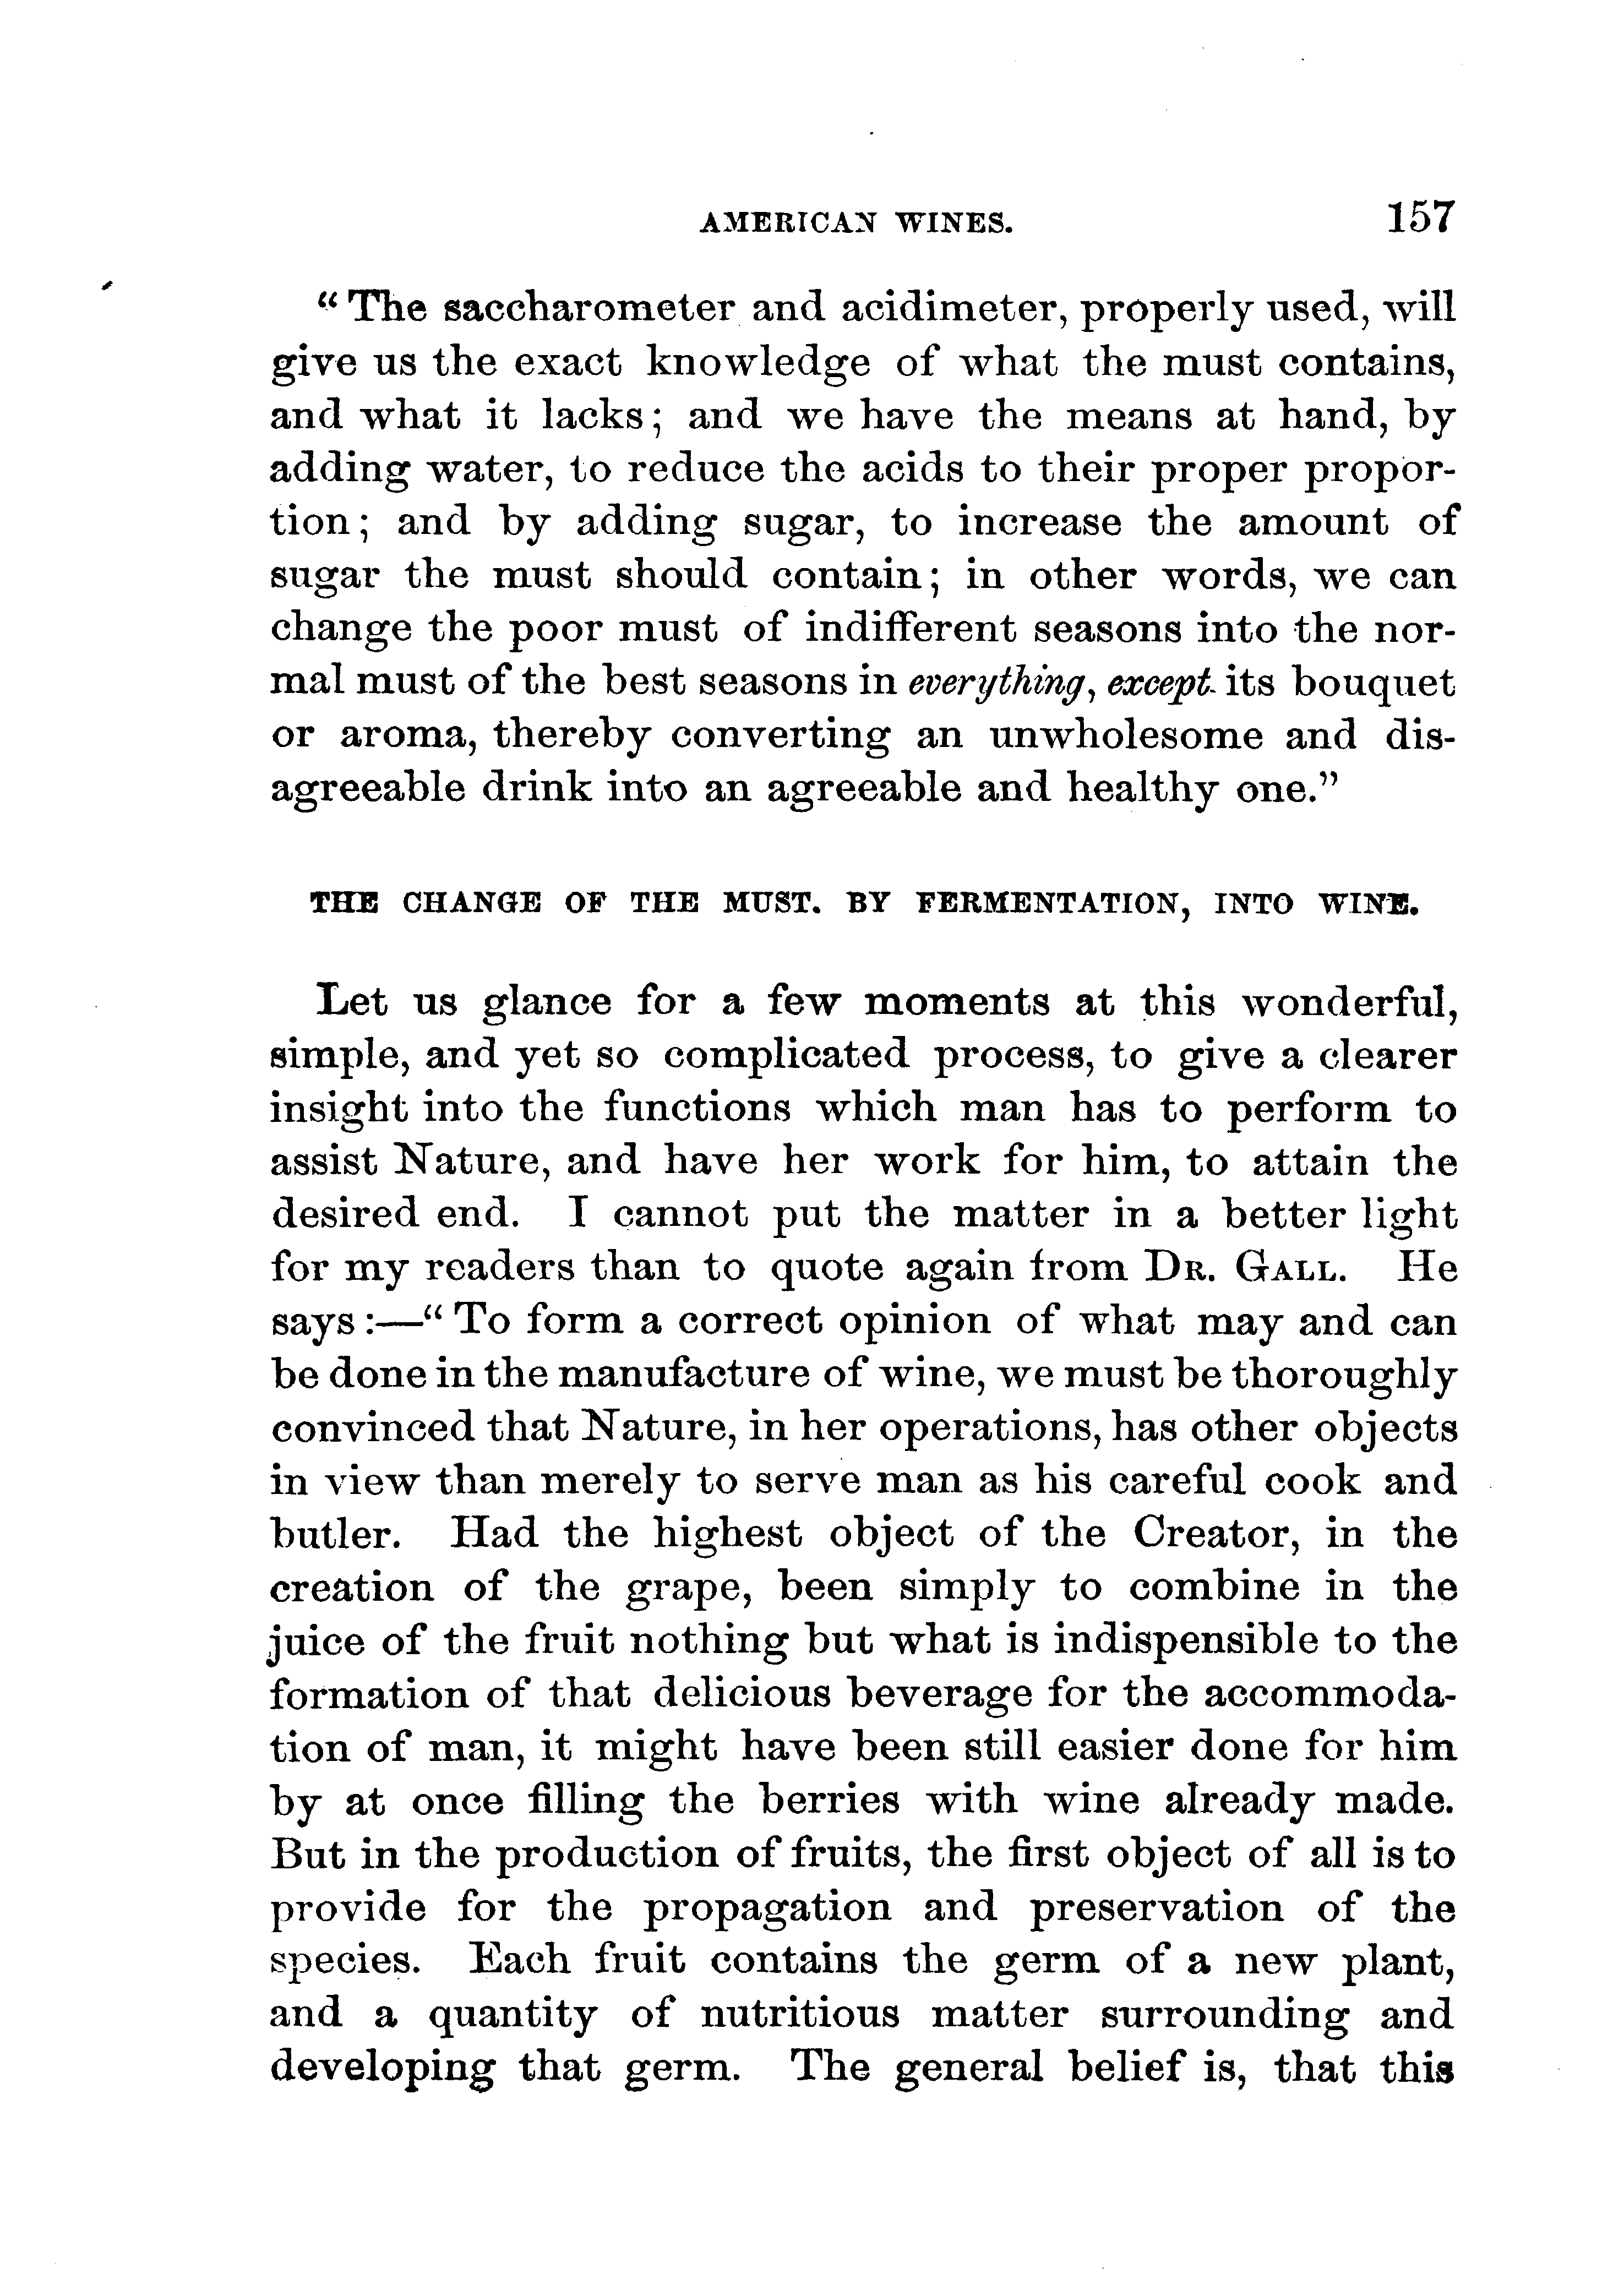 AMERICAN WINES. 157
“ The saccharometer and acidimeter, properly used, will
give us the exact knowledge of what the must contains,
and what it lacks; and we have the means at hand, by
adding water, to reduce the acids to their proper propor-
tion; and by adding sugar, to increase the amount of
sugar the must should contain; in other words, we can
change the poor must of indifferent seasons into the nor-
mal must of the best seasons in everything, except its bouquet
or aroma, thereby converting an unwholesome and dis-
agreeable drink into an agreeable and healthy one.”
THE CHANGE OF THE MUST. BY FERMENTATION, INTO WINE.
Let us glance for a few moments at this wonderful,
simple, and yet so complicated process, to give a clearer
insight into the functions which man has to perform to
assist Nature, and have her work for him, to attain the
desired end. I cannot put the matter in a better light
for my readers than to quote again from DR. GALL. He
says:—“ To form a correct opinion of what may and can
be done in the manufacture of wine, we must be thoroughly
convinced that Nature, in her operations, has other objects
in view than merely to serve man as his careful cook and
butler. Had the highest object of the Creator, in the
creation of the grape, been simply to combine in the
juice of the fruit nothing but what is indispensible to the
formation of that delicious beverage for the accommoda-
tion of man, it might have been still easier done for him
by at once filling the berries with wine already made.
But in the production of fruits, the first object of all is to
provide for the propagation and preservation of the
species. Each fruit contains the germ of a new plant,
and a quantity of nutritious matter surrounding and
developing that germ. The general belief is, that this